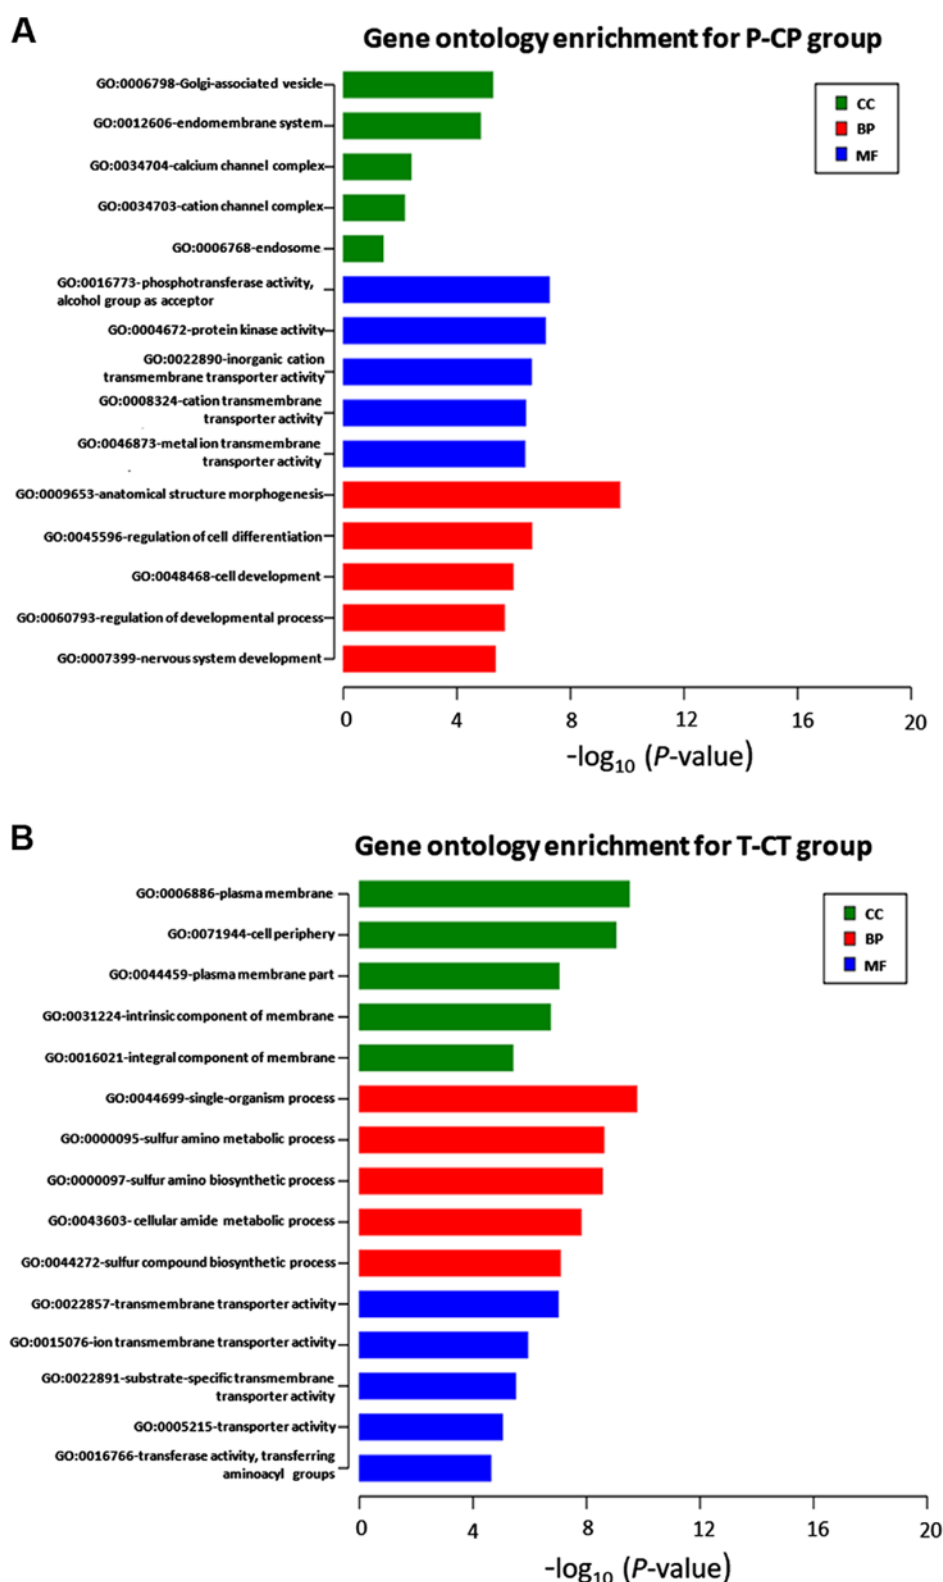 A
Gene ontology enrichment for P-CP group
GO:0006798-Golgi-associated vesicle
GO:0012606-endomembrane system
GO:0034704-calcium channel complex
GO:0034703-cation channel complex
GO:0006768-endosome
GO:0016773-phosphotransferase activity,
alcohol group as acceptor
GO:0004672-protein kinase activity
GO:0022890-inorganic cation
transmembrane transporter activity
GO:0008324-cation transmembrane
transporter activity
GO:0046873-metal ion transmembrane
transporter activity
GO:0009653-anatomical structure morphogenesis
GO:0045596-regulation of cell differentiation
GO:0048468-cell development
GO:0060793-regulation of developmental process
GO:0007399-nervous system development
CC
BP
MF
0 4 8 12 16 20
-log10 (P-value)
B
Gene ontology enrichment for T-CT group
GO:0006886-plasma membrane
GO:0071944-cell periphery
GO:0044459-plasma membrane part
GO:0031224-intrinsic component of membrane
GO:0016021-integral component of membrane
GO:0044699-single-organism process
GO:0000095-sulfur amino metabolic process
GO:0000097-sulfur amino biosynthetic process
GO:0043603- cellular amide metabolic process
GO:0044272-sulfur compound biosynthetic process
GO:0022857-transmembrane transporter activity
GO:0015076-ion transmembrane transporter activity
GO:0022891-substrate-specific transmembrane
transporter activity
GO:0005215-transporter activity
GO:0016766-transferase activity, transferring
aminoacyl groups
CC
BP
MF
0 4 8 12 16 20
-log10 (P-value)